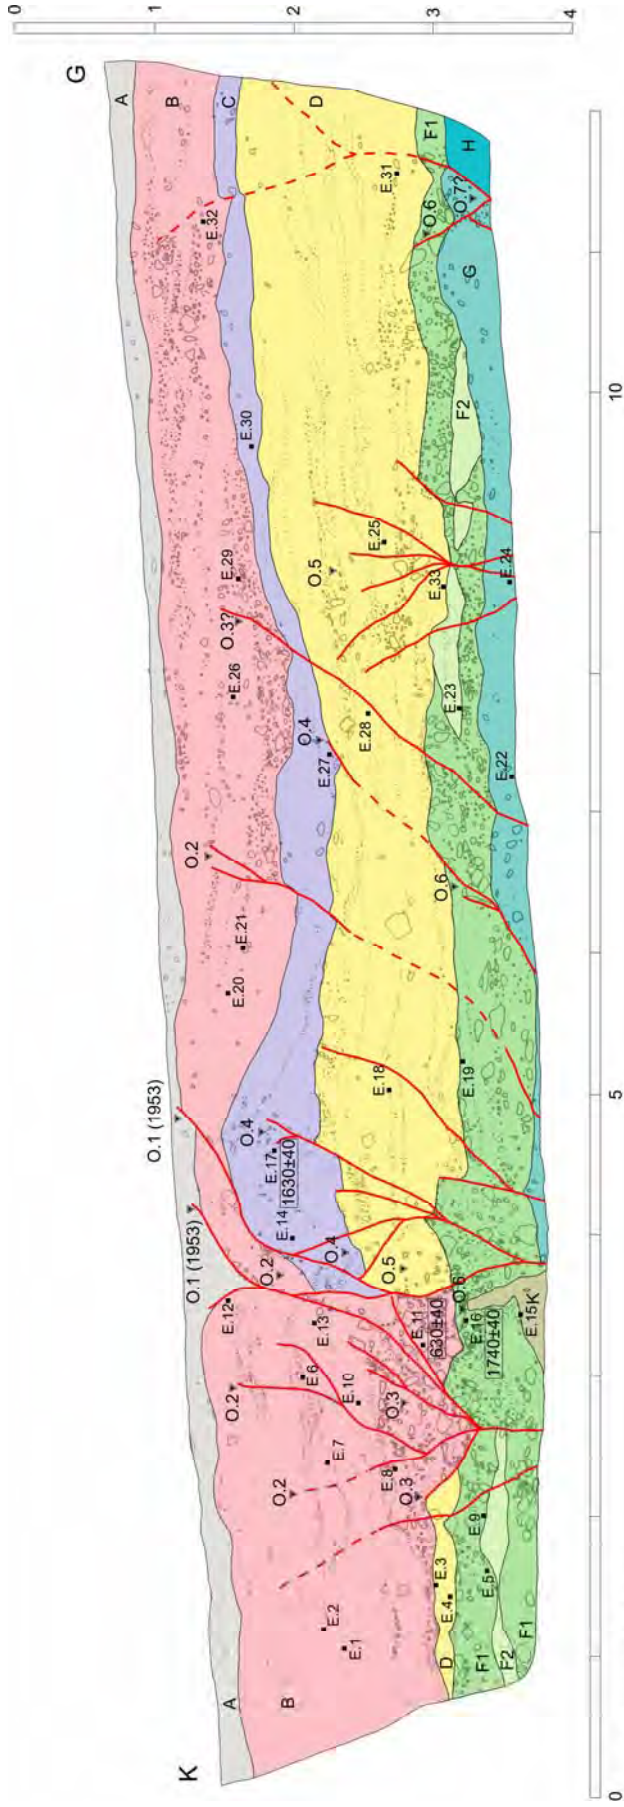 K
G
0
1
2
3
4
A
B
C
D
F1
H
O.7?
O.6
G
E.31
E.32
F2
E.30
E.25
O.5
E.33
E.24
E.29
O.3?
E.26
E.28
E.23
O.4
E.27
E.22
O.2
E.21
E.20
O.6
E.18
E.19
O.1 (1953)
O.4
E.17
1630±40
E.14
O.4
O.1 (1953)
O.2
O.5
E.12
E.13
E.11
630±40
O.6
E.16
1740±40
E.15
K
O.2
E.6
E.10
O.3
E.7
O.2
E.8
O.3
E.9
E.3
E.4
E.5
E.2
E.1
A
B
D
F1
F2
F1
0
5
10